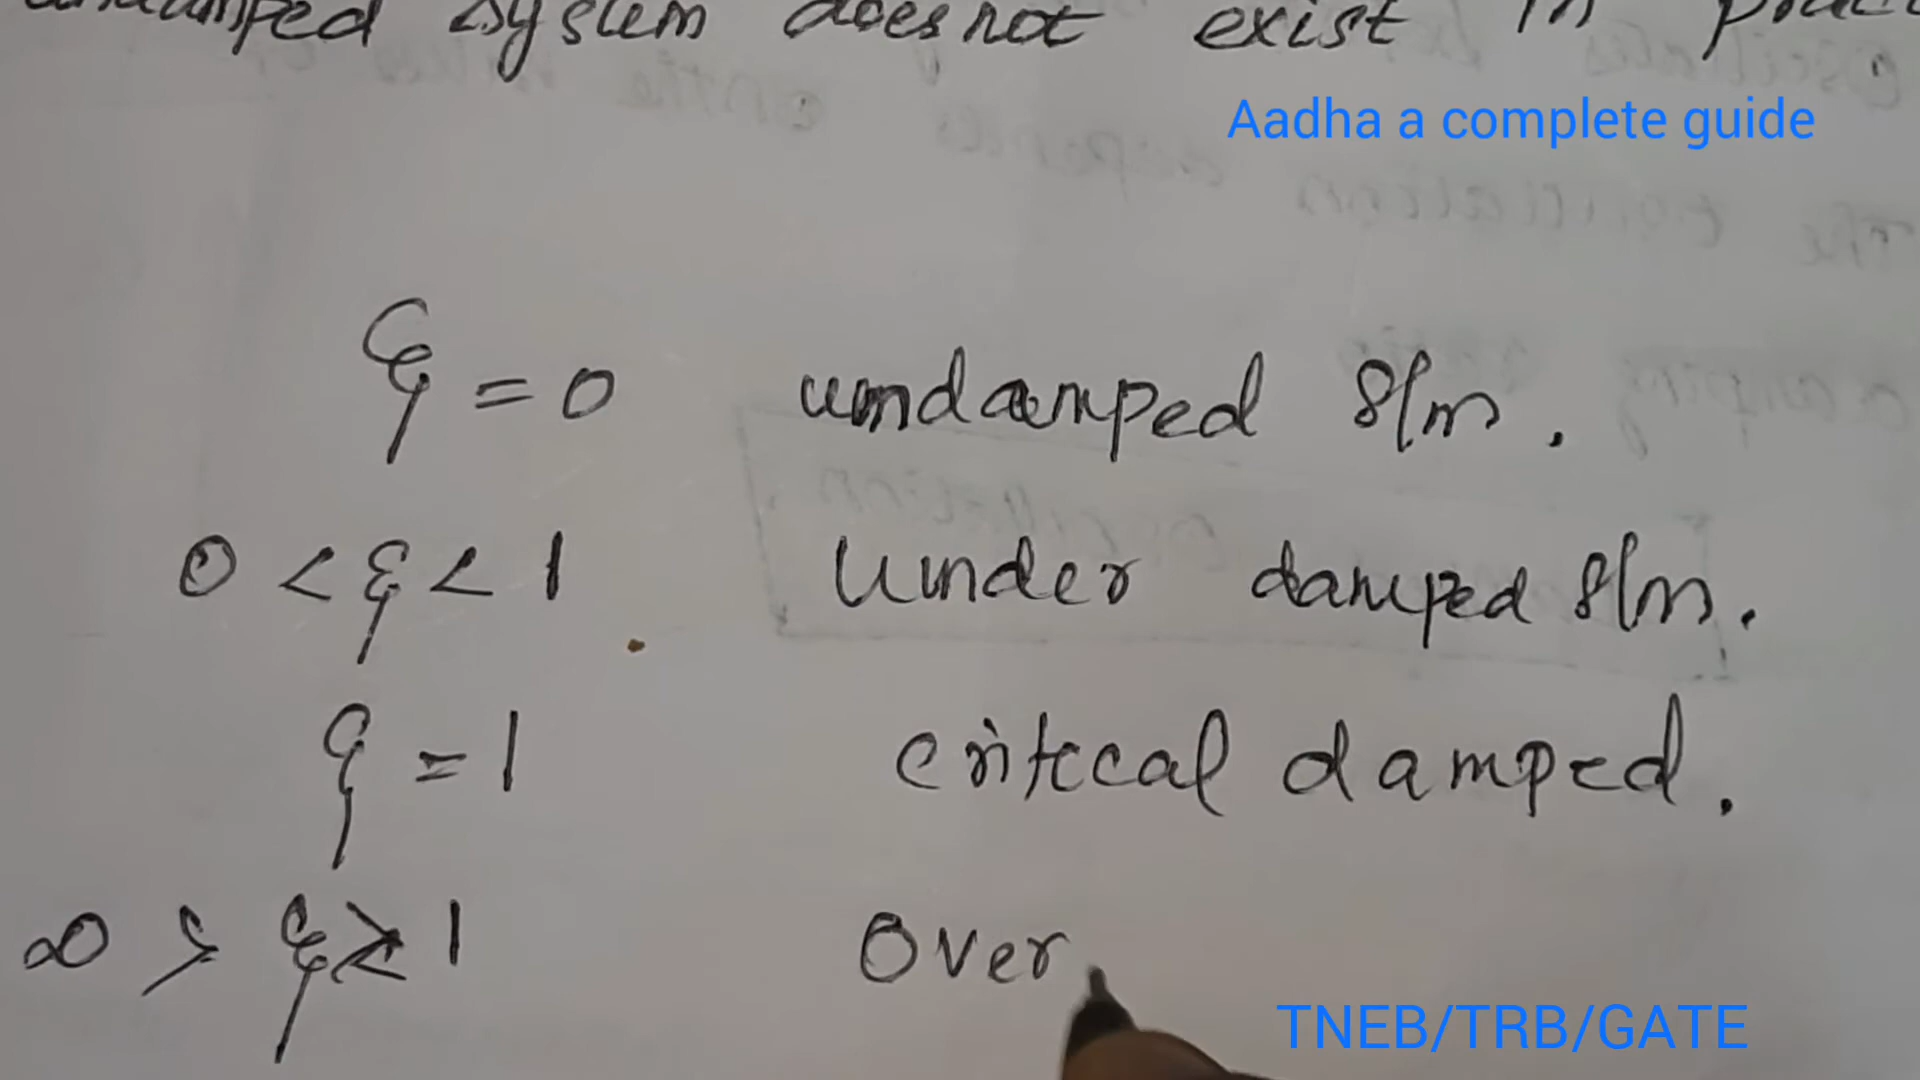 system does not exist in
Aadha a complete guide
ξ = 0 undamped s/m.
0 < ξ < 1 Under damped s/m.
ξ = 1 critical damped.
∞ > ξ > 1 Over
TNEB/TRB/GATE